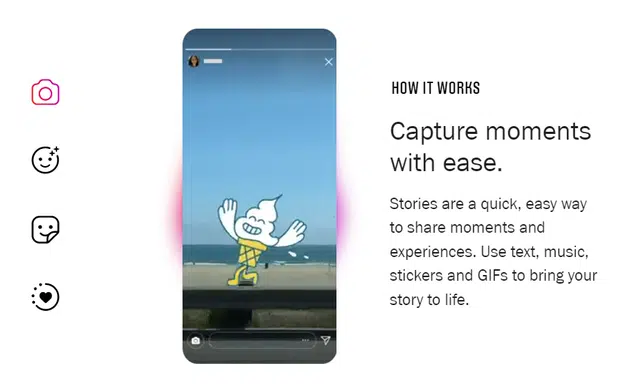 HOW IT WORKS
Capture moments
with ease.
Stories are a quick, easy way
to share moments and
experiences. Use text, music,
stickers and GIFs to bring your
story to life.